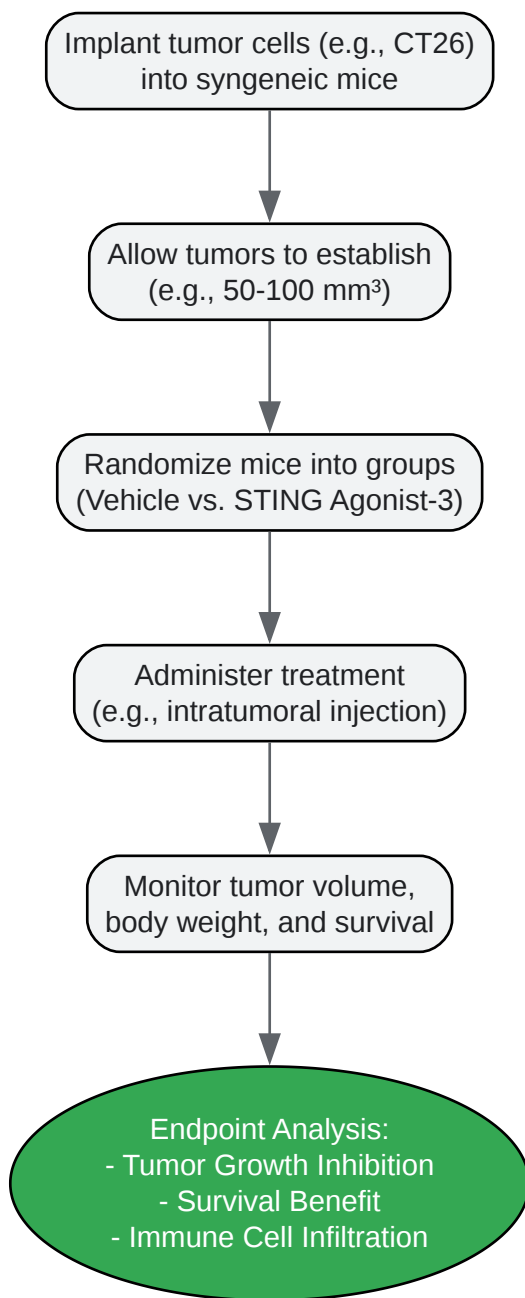 Implant tumor cells (e.g., CT26)
into syngeneic mice
Allow tumors to establish
(e.g., 50-100 mm³)
Randomize mice into groups
(Vehicle vs. STING Agonist-3)
Administer treatment
(e.g., intratumoral injection)
Monitor tumor volume,
body weight, and survival
Endpoint Analysis:
- Tumor Growth Inhibition
- Survival Benefit
- Immune Cell Infiltration